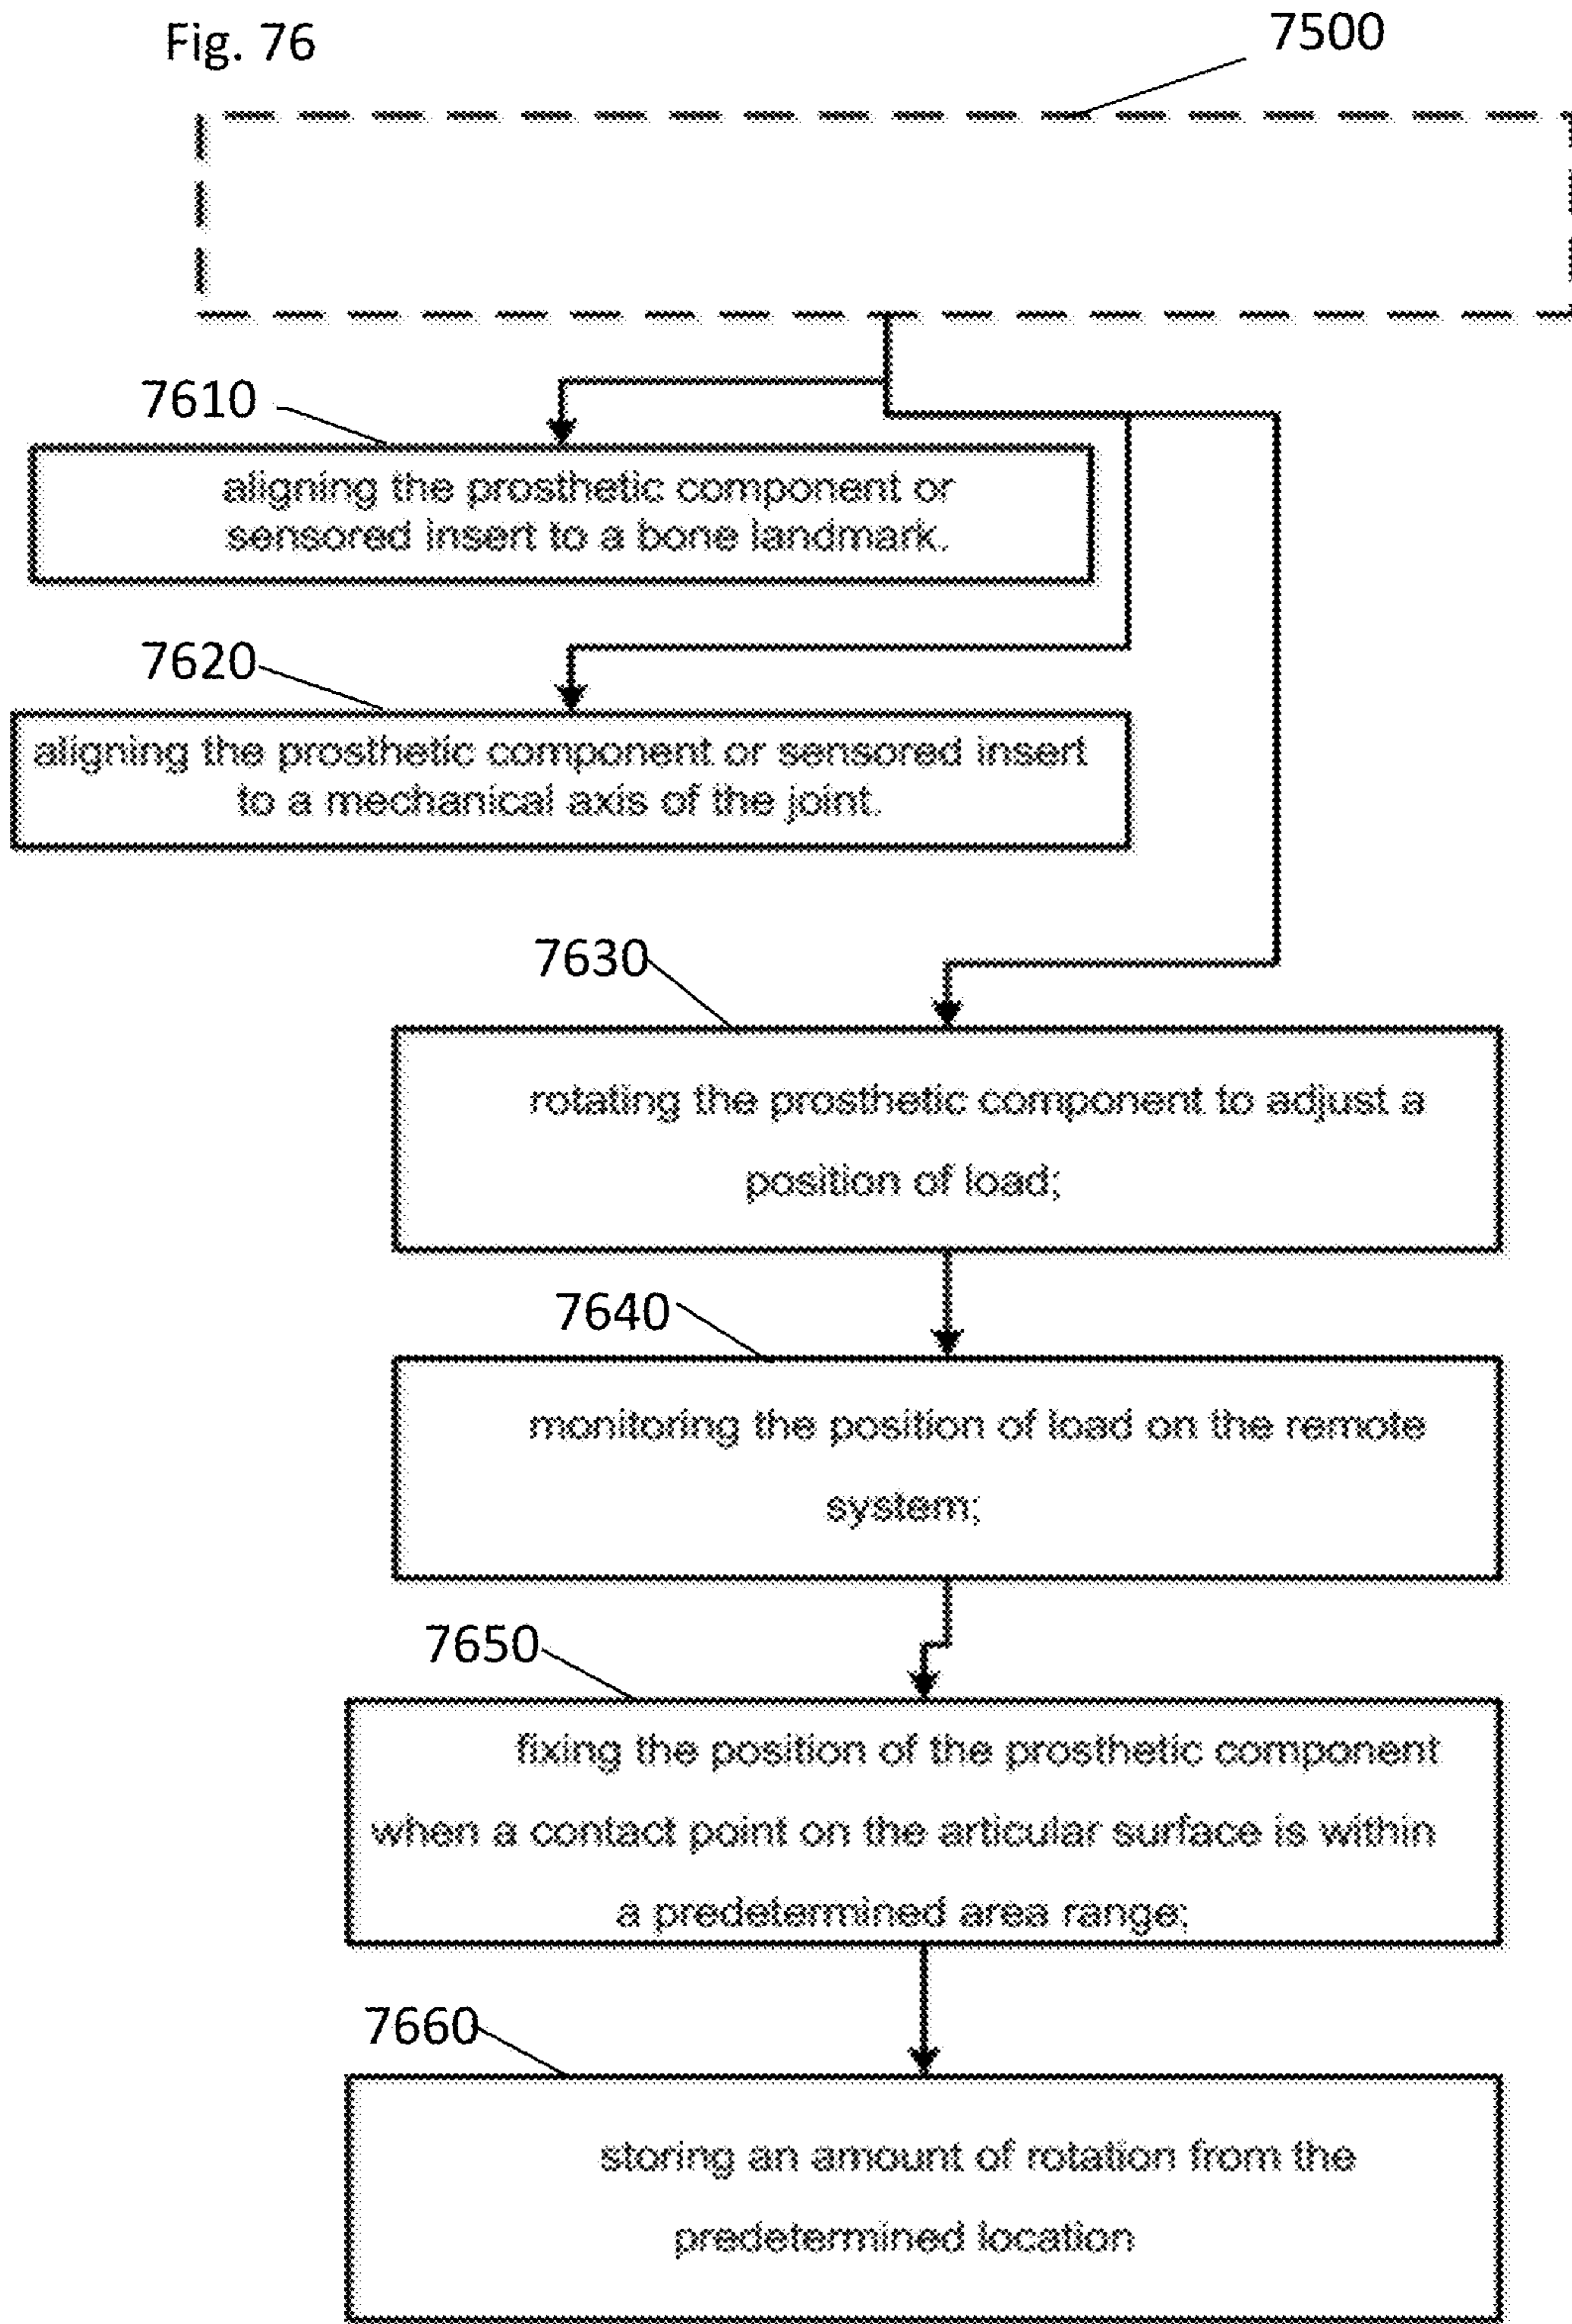 Fig. 76
7500
7610
aligning the prosthetic component or
sensored insert to a bone landmark.
7620
aligning the prosthetic component or sensored insert
to a mechanical axis of the joint.
7630
rotating the prosthetic component to adjust a
position of load;
7640
monitoring the position of load on the remote
system;
7650
fixing the position of the prosthetic component
when a contact point on the articular surface is within
a predetermined area range;
7660
storing an amount of rotation from the
predetermined location